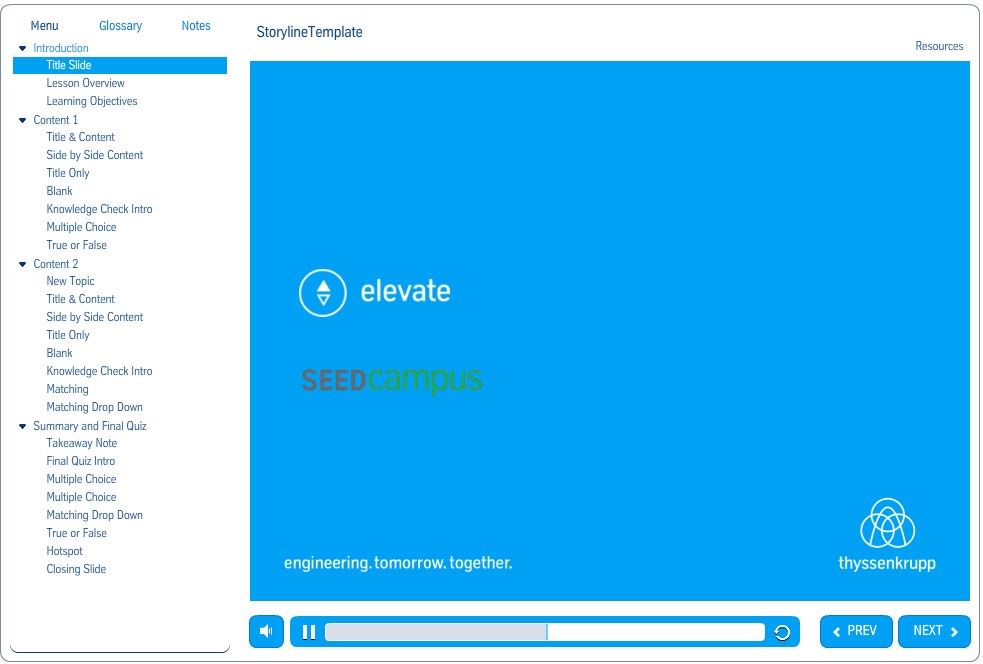 Menu Glossary Notes
StorylineTemplate
Resources
Introduction
Title Slide
Lesson Overview
Learning Objectives
Content 1
Title & Content
Side by Side Content
Title Only
Blank
Knowledge Check Intro
Multiple Choice
True or False
Content 2
New Topic
Title & Content
Side by Side Content
Title Only
Blank
Knowledge Check Intro
Matching
Matching Drop Down
Summary and Final Quiz
Takeaway Note
Final Quiz Intro
Multiple Choice
Multiple Choice
Matching Drop Down
True or False
Hotspot
Closing Slide
elevate
SEEDcampus
engineering. tomorrow. together.
thyssenkrupp
PREV NEXT